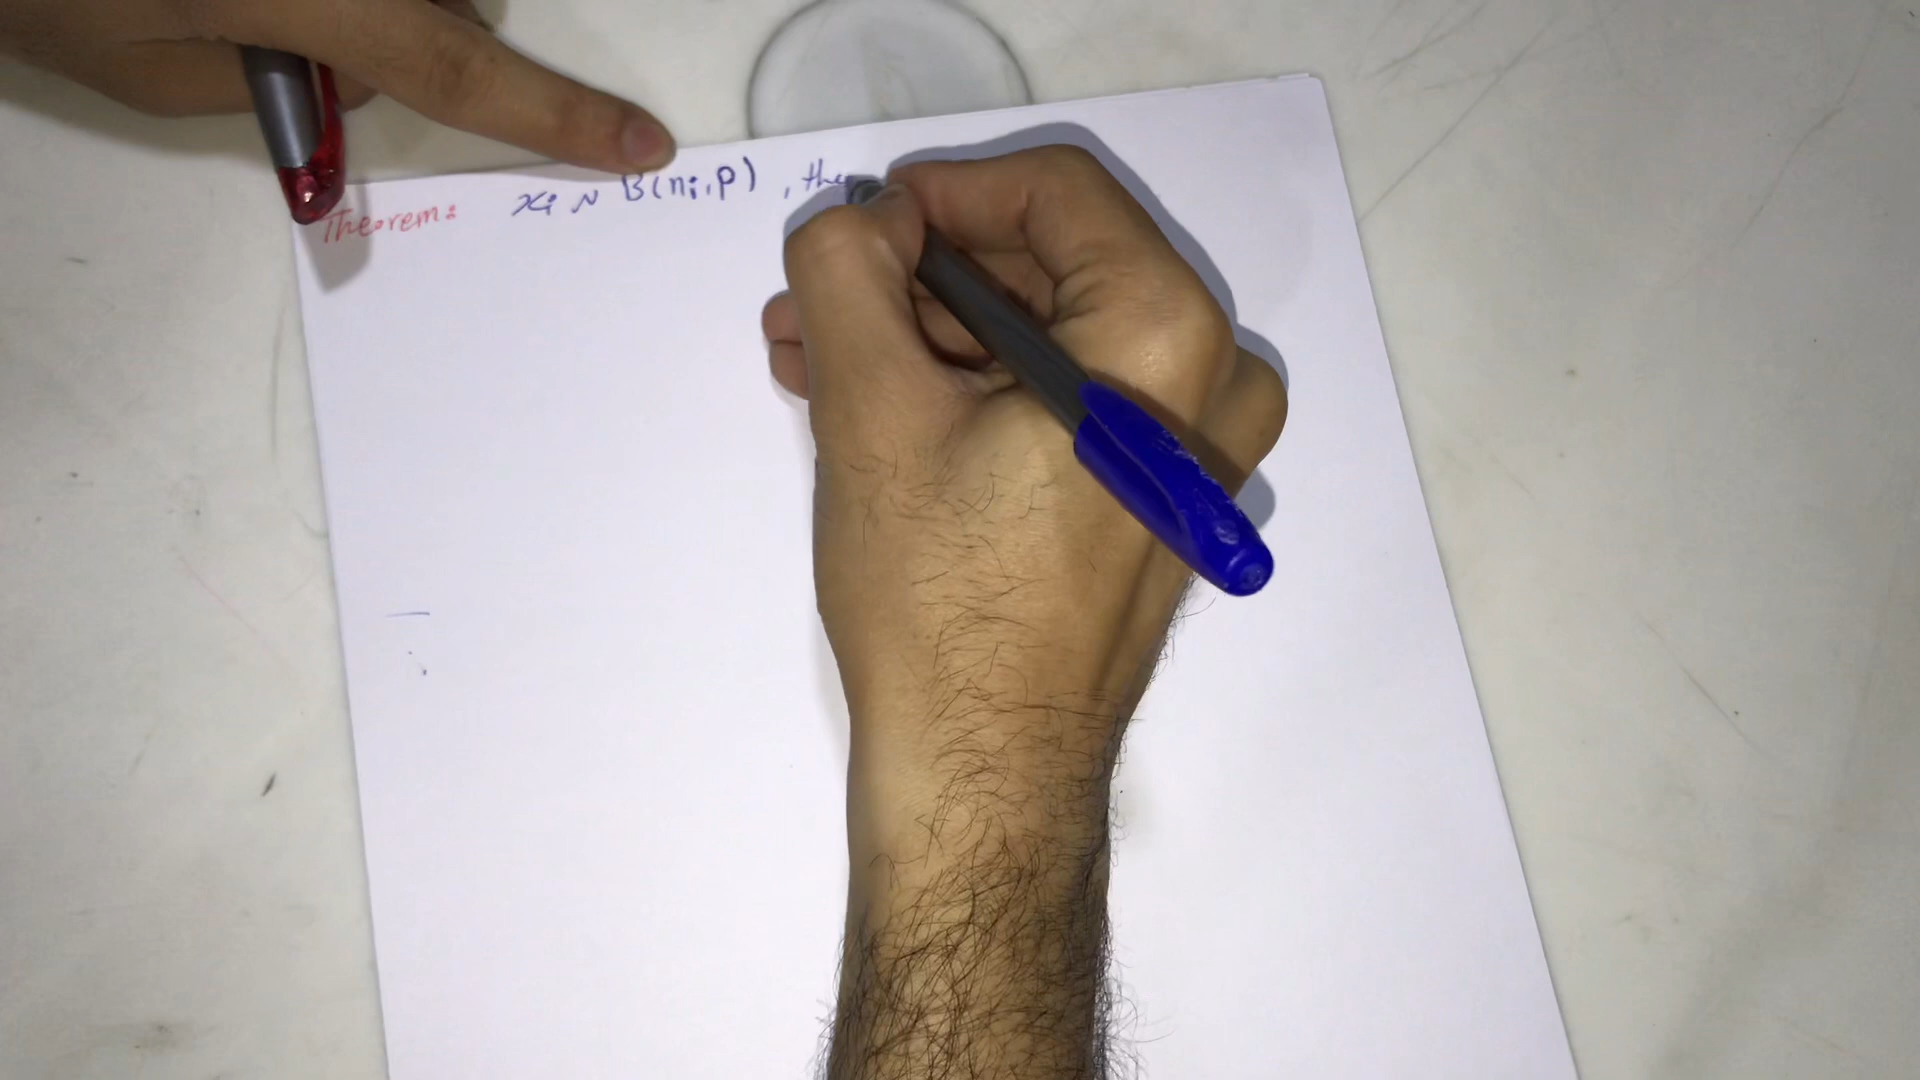 Theorem: xi ~ B(ni,p), the